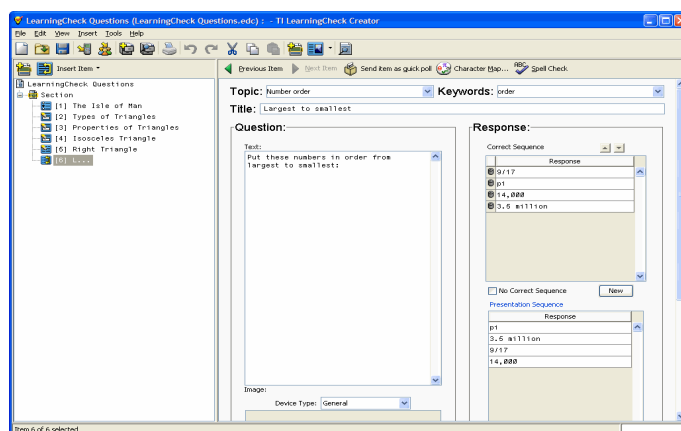 LearningCheck Questions (LearningCheck Questions.edc) : - TI LearningCheck Creator
File Edit View Insert Tools Help
Insert Item
Previous Item Next Item Send item as quick poll Character Map... ABC Spell Check
LearningCheck Questions
Section
[1] The Isle of Man
[2] Types of Triangles
[3] Properties of Triangles
[4] Isosceles Triangle
[5] Right Triangle
[6] L...
Topic: Number order Keywords: order
Title: Largest to smallest
Question:
Text:
Put these numbers in order from
largest to smallest:
Image:
Device Type: General
Response:
Correct Sequence
Response
9/17
pi
14,000
3.5 million
No Correct Sequence New
Presentation Sequence
Response
pi
3.5 million
9/17
14,000
Item 6 of 6 selected